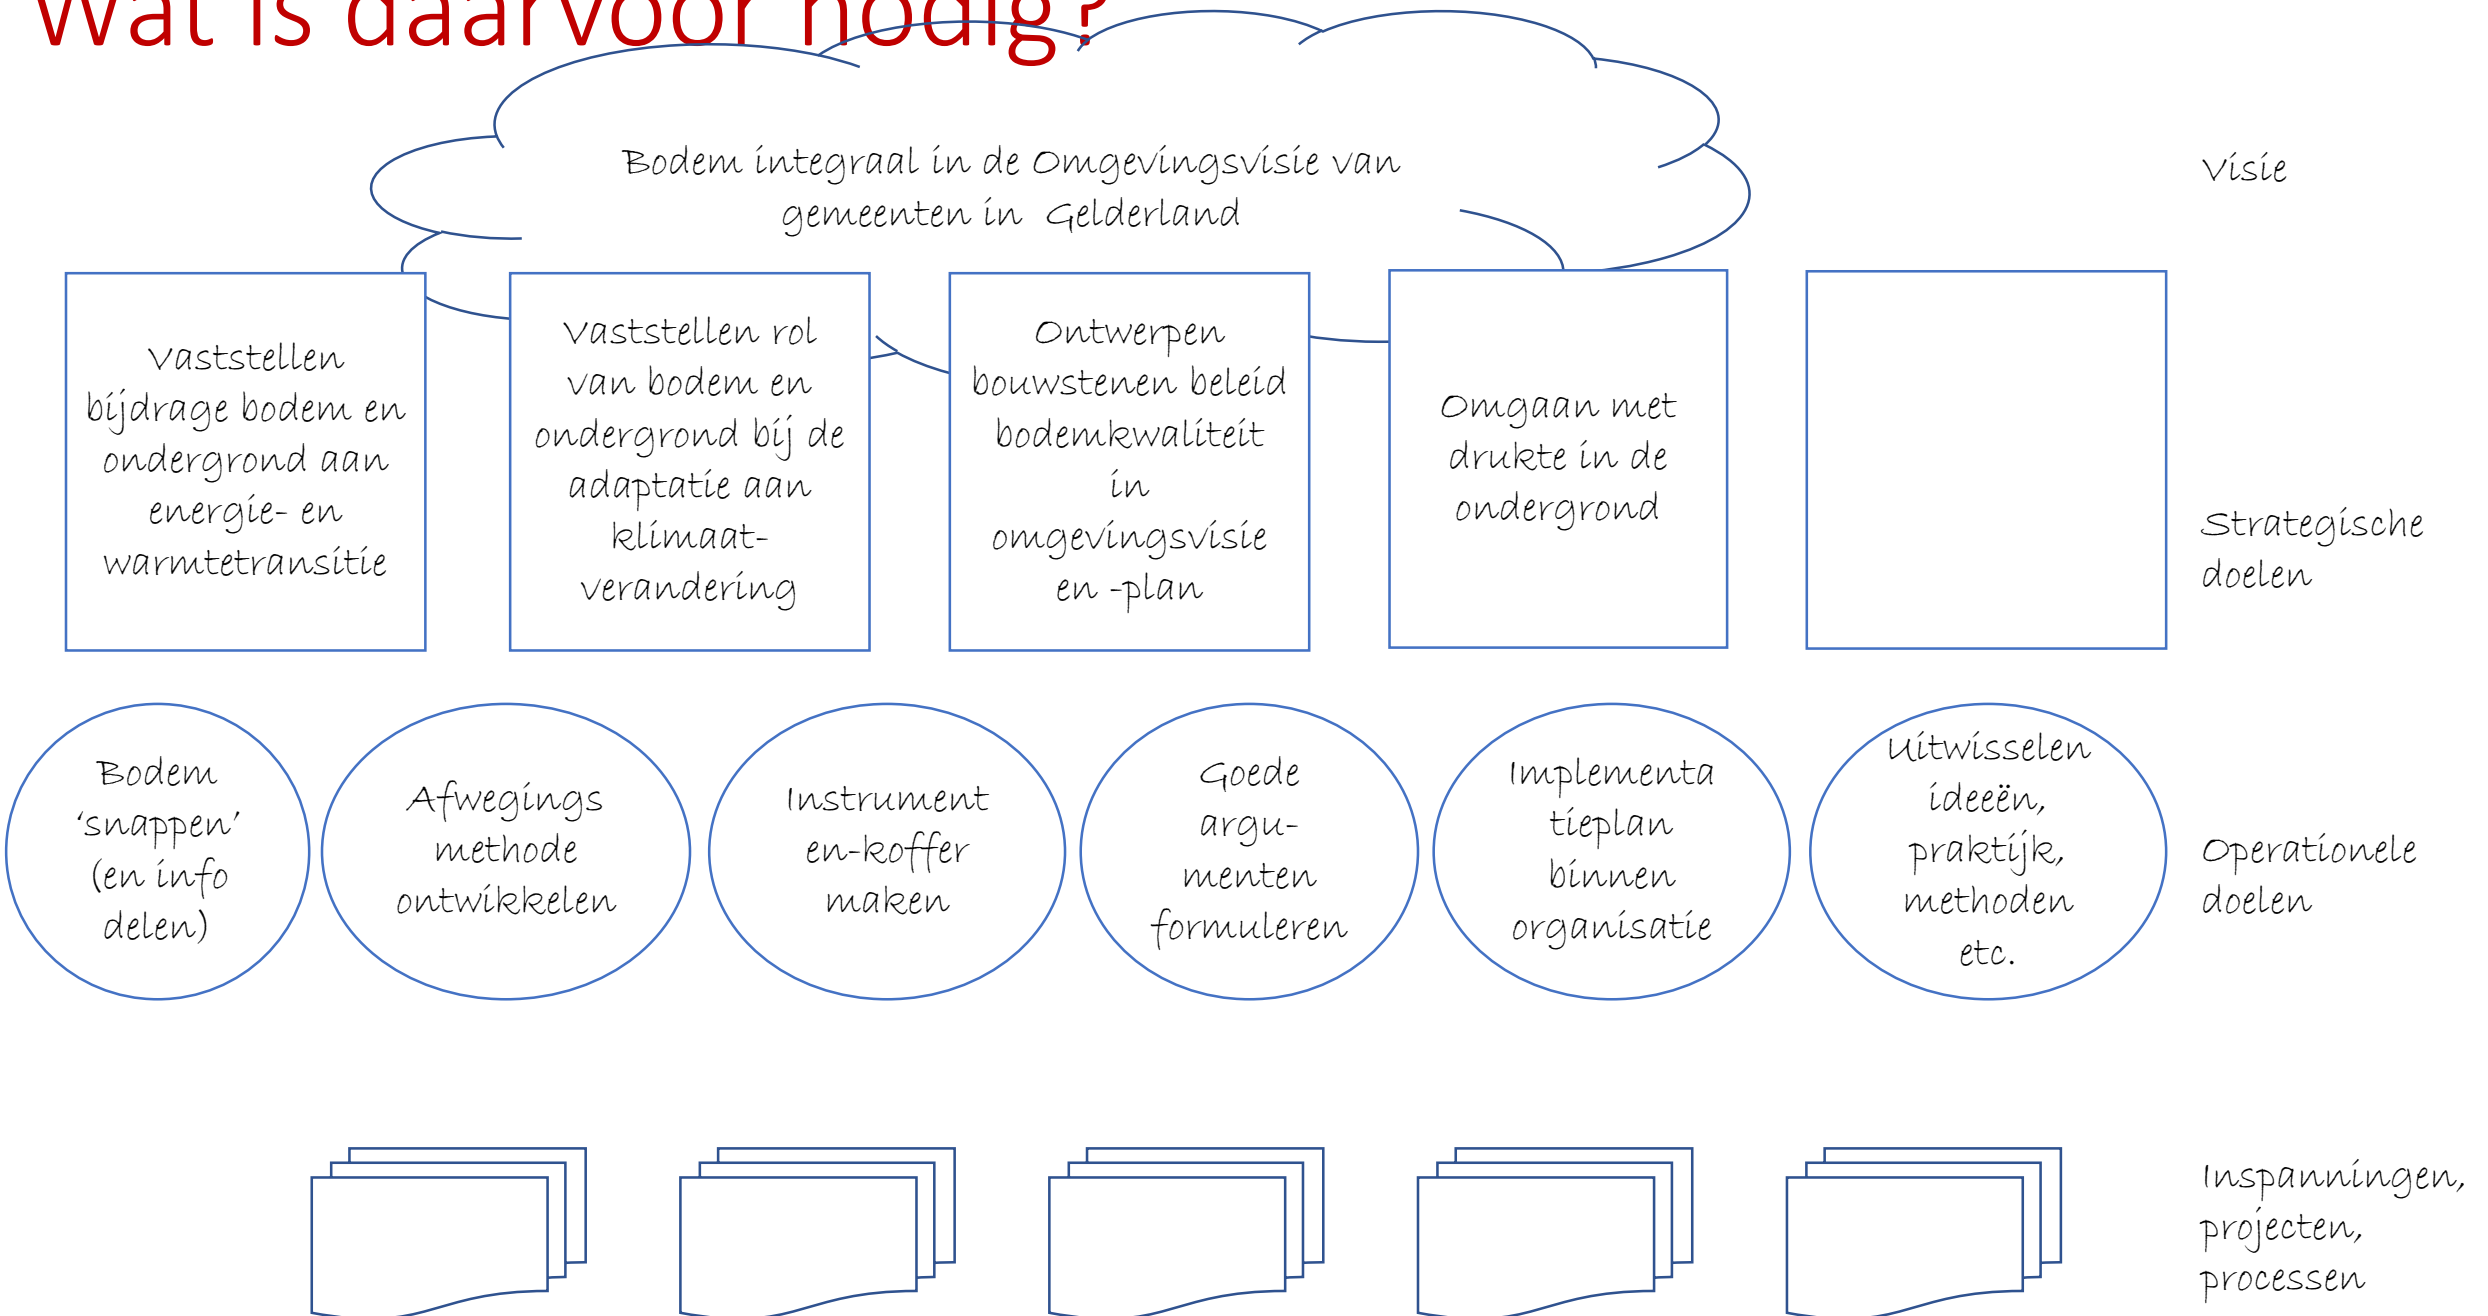 Wat is daarvoor nodig?
Bodem integraal in de Omgevingsvisie van
gemeenten in Gelderland
Visie
Vaststellen
bijdrage bodem en
ondergrond aan
energie- en
warmtetransitie
Vaststellen rol
van bodem en
ondergrond bij de
adaptatie aan
klimaat-
verandering
Ontwerpen
bouwstenen beleid
bodemkwaliteit
in
omgevingsvisie
en -plan
Omgaan met
drukte in de
ondergrond
Strategische
doelen
Bodem
‘snappen’
(en info
delen)
Afwegings
methode
ontwikkelen
Instrument
en-koffer
maken
Goede
argu-
menten
formuleren
Implementa
tieplan
binnen
organisatie
Uitwisselen
ideeën,
praktijk,
methoden
etc.
Operationele
doelen
Inspanningen,
projecten,
processen